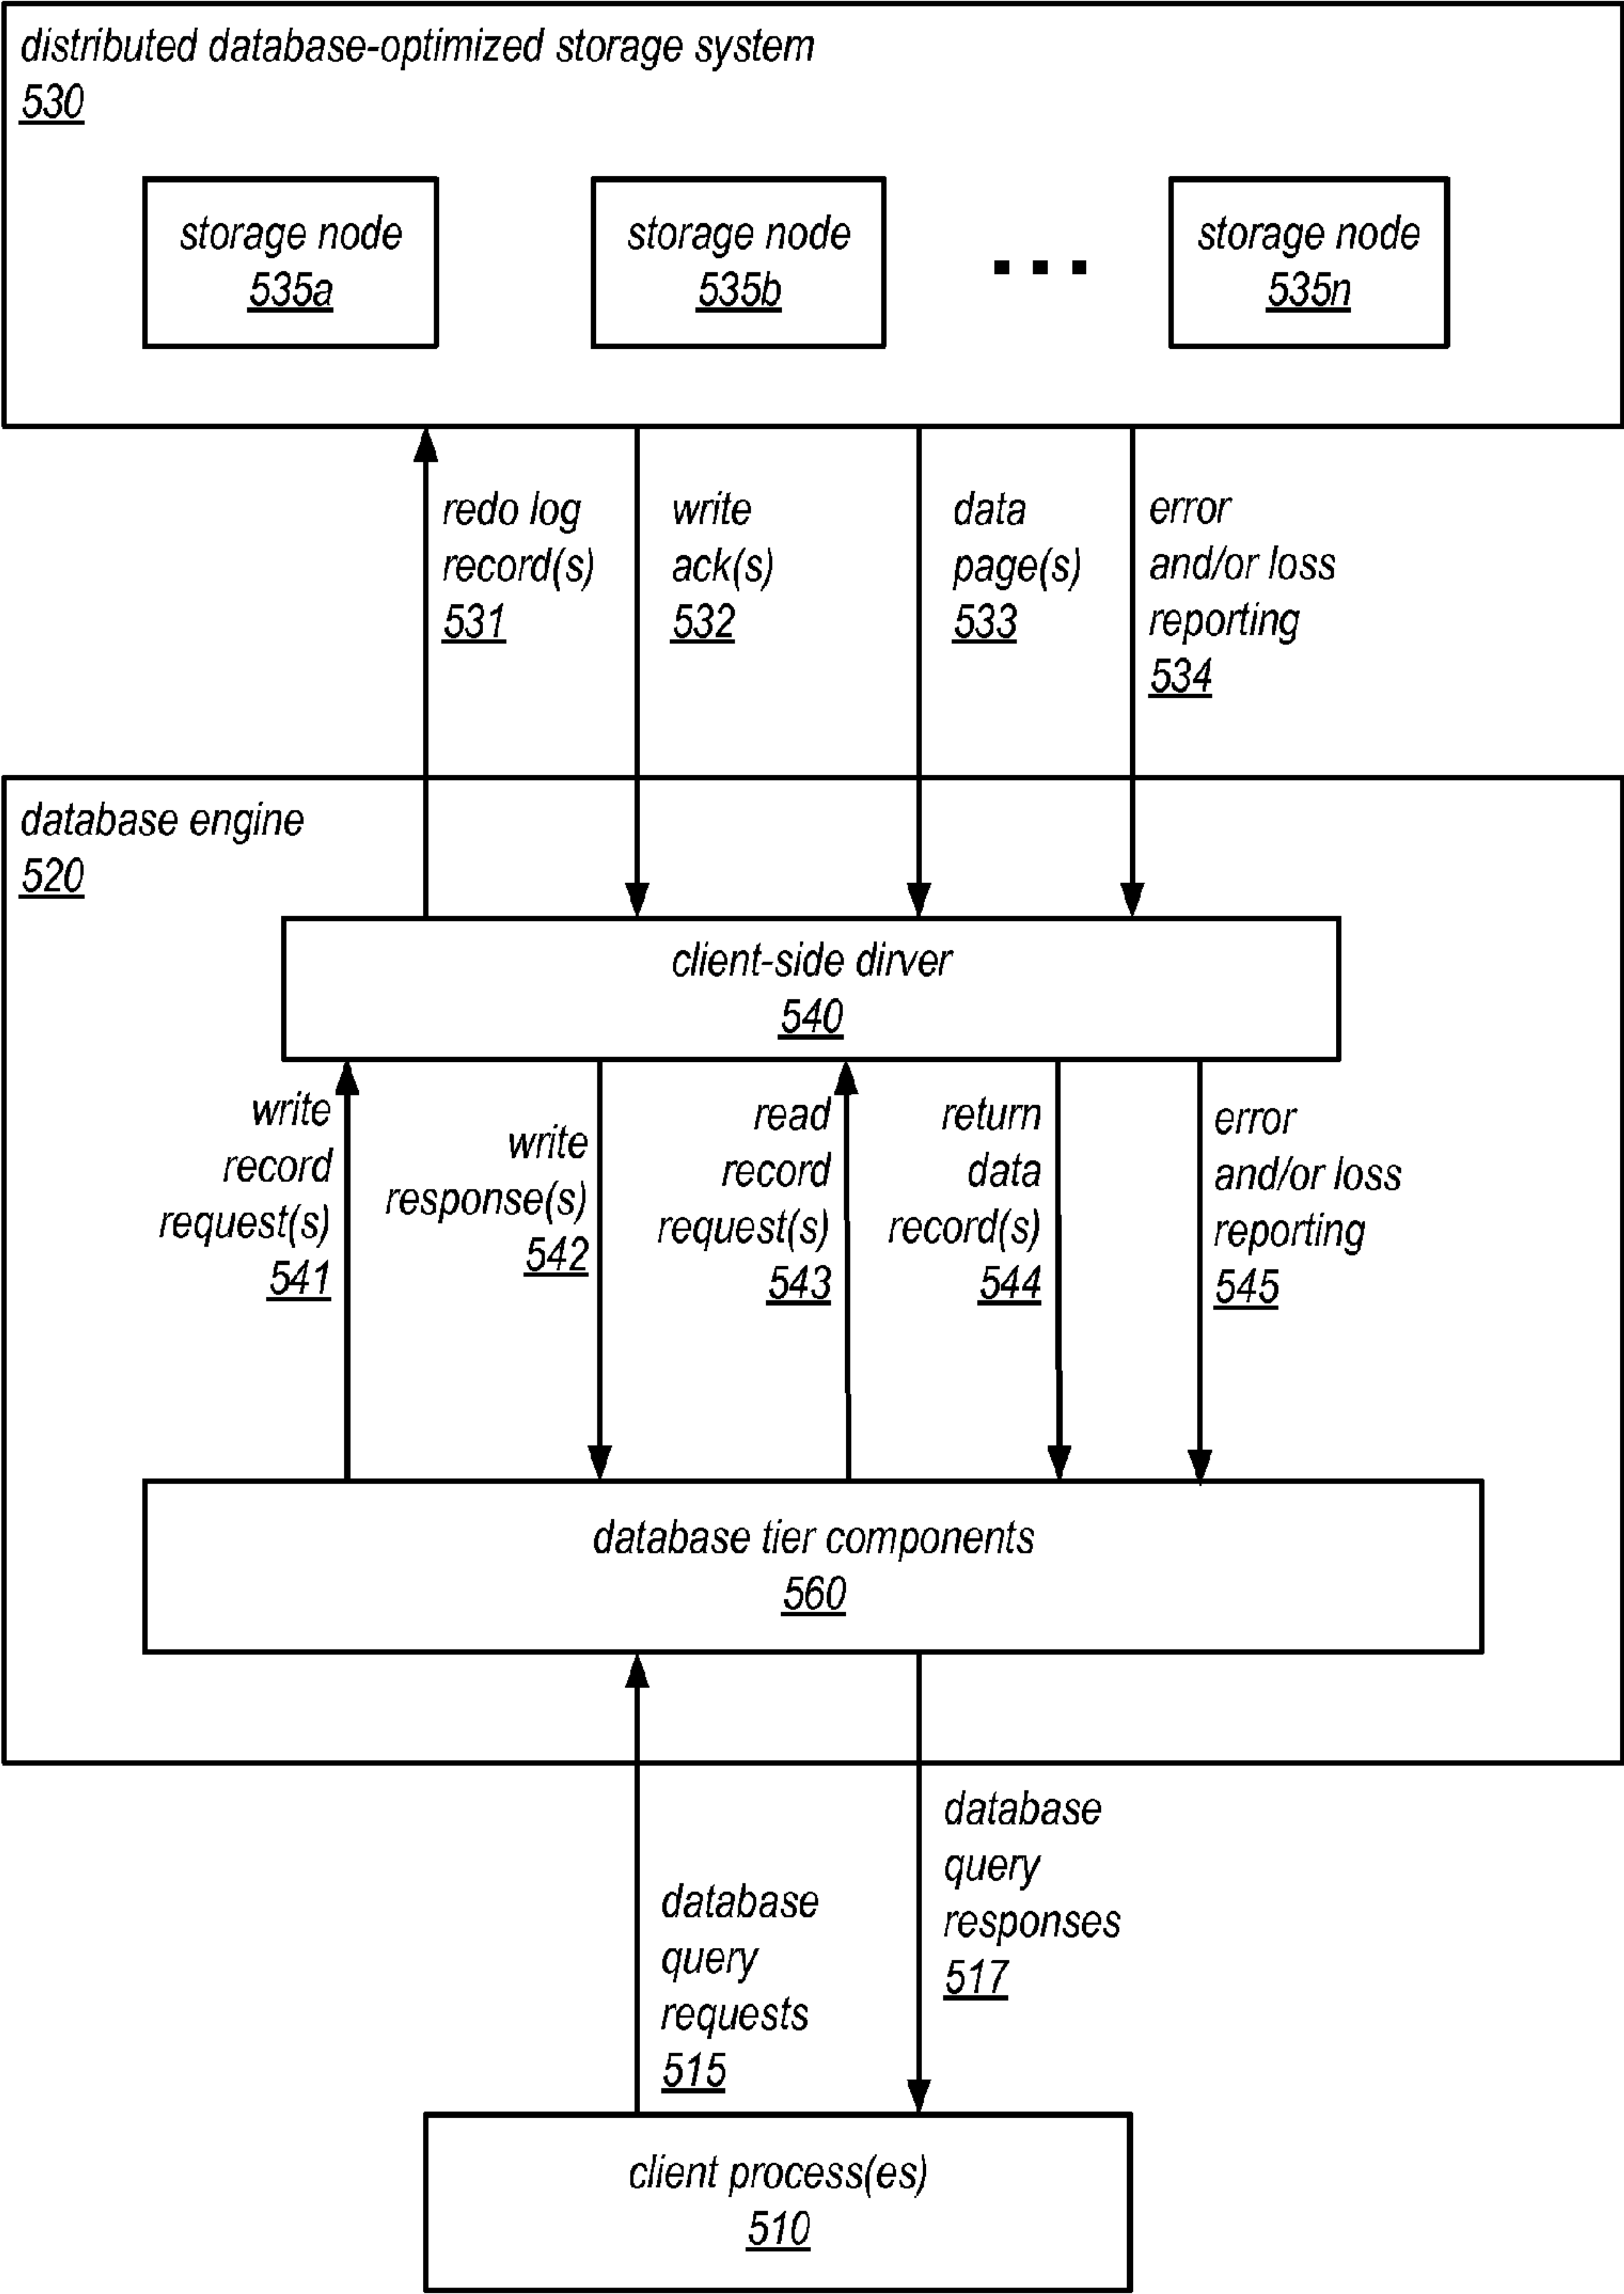 distributed database-optimized storage system
530
storage node
535a
storage node
535b
storage node
535n
redo log
record(s)
531
write
ack(s)
532
data
page(s)
533
error
and/or loss
reporting
534
database engine
520
client-side dirver
540
write
record
request(s)
541
write
response(s)
542
read
record
request(s)
543
return
data
record(s)
544
error
and/or loss
reporting
545
database tier components
560
database
query
requests
515
database
query
responses
517
client process(es)
510